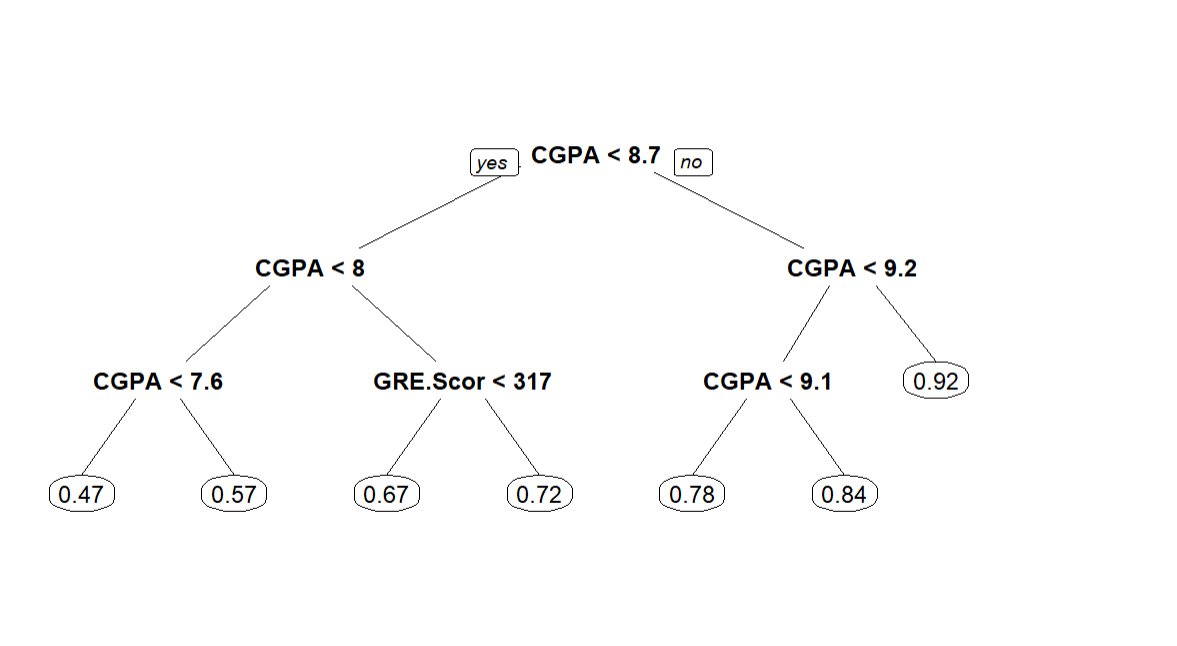 yes CGPA < 8.7 no
CGPA < 8 CGPA < 9.2
CGPA < 7.6 GRE.Scor < 317 CGPA < 9.1 0.92
0.47 0.57 0.67 0.72 0.78 0.84